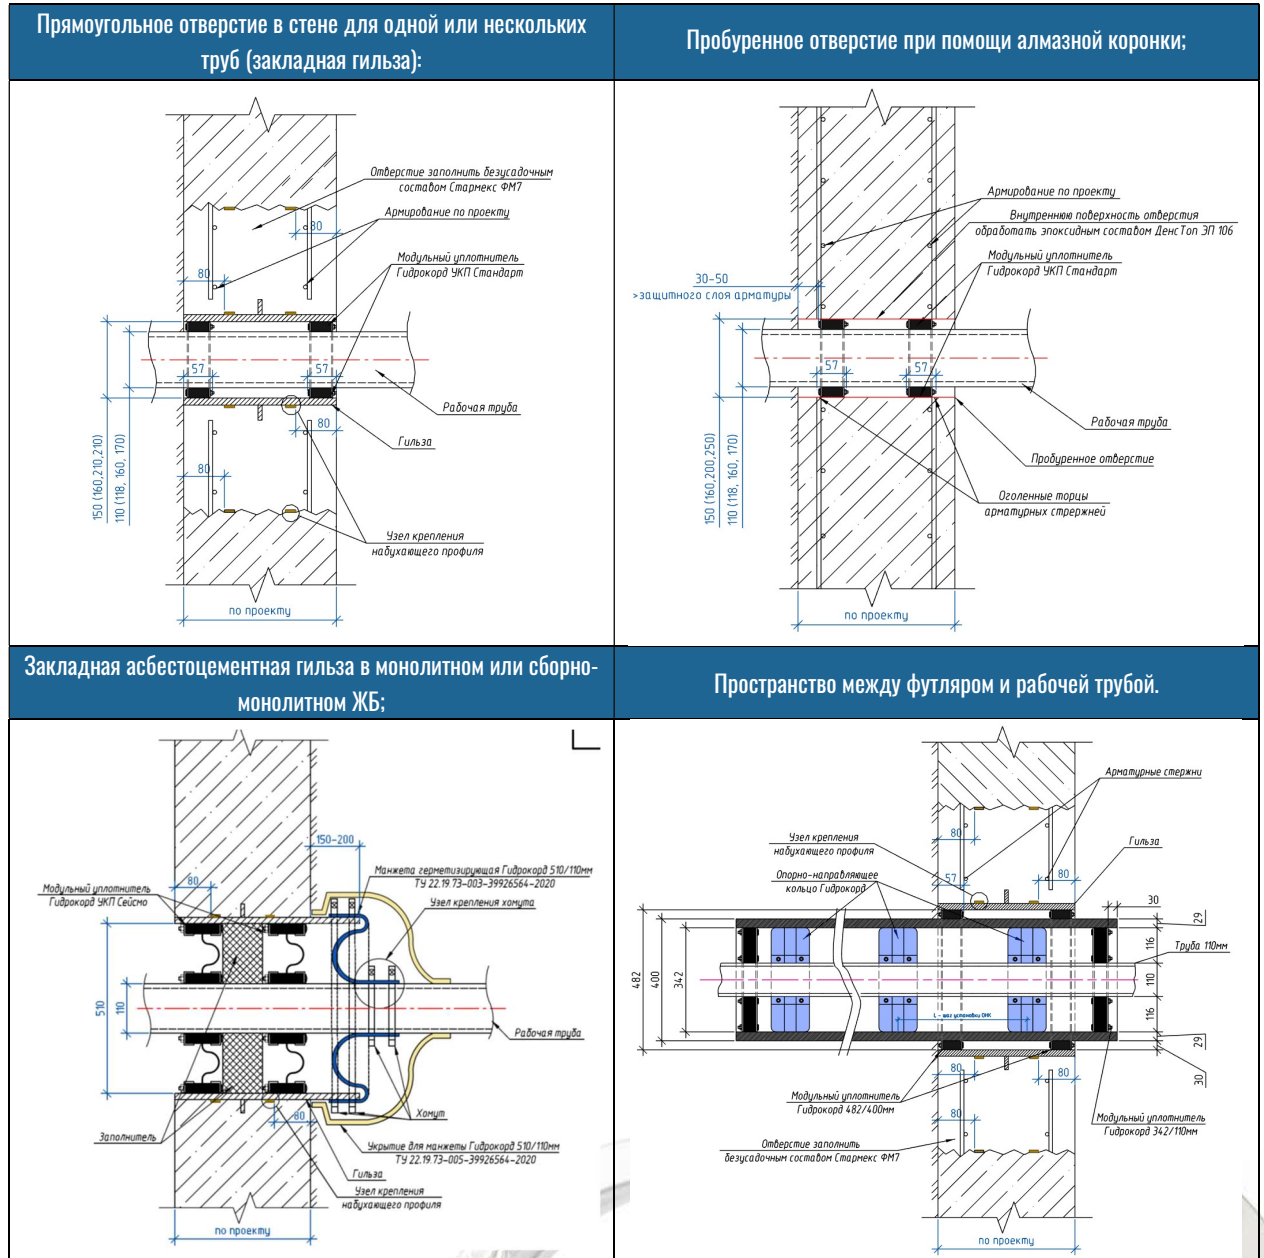 Прямоугольное отверстие в стене для одной или нескольких
труб (закладная гильза):
Пробуренное отверстие при помощи алмазной коронки;
Отверстие заполнить безусадочным
составом Стармекс ФМ7
Армирование по проекту
80
Модульный уплотнитель
Гидрокорд УКП Стандарт
80
57
57
Рабочая труба
80
Гильза
80
150 (160,210,210)
110 (118, 160, 170)
Узел крепления
набухающего профиля
по проекту
Армирование по проекту
Внутреннюю поверхность отверстия
обработать эпоксидным составом ДенсТоп ЭП 106
Модульный уплотнитель
Гидрокорд УКП Стандарт
30-50
>защитного слоя арматуры
57
57
Рабочая труба
Пробуренное отверстие
150 (160,200,250)
110 (118, 160, 170)
Оголенные торцы
арматурных стрержней
по проекту
Закладная асбестоцементная гильза в монолитном или сборно-
монолитном ЖБ;
Пространство между футляром и рабочей трубой.
150-200
Манжета герметизирующая Гидрокорд 510/110мм
ТУ 22.19.73-003-39926564-2020
80
Модульный уплотнитель
Гидрокорд УКП Сейсмо
Узел крепления хомута
510
110
Рабочая труба
80
Хомут
Заполнитель
Укрытие для манжеты Гидрокорд 510/110мм
ТУ 22.19.73-005-39926564-2020
Гильза
Узел крепления
набухающего профиля
по проекту
Арматурные стержни
80
Узел крепления
набухающего профиля
Гильза
Опорно-направляющее
кольцо Гидрокорд
57
80
30
29
116
Труба 110мм
482
400
342
110
L - шаг установки ОНК
116
29
80
80
30
Модульный уплотнитель
Гидрокорд 482/400мм
80
Модульный уплотнитель
Гидрокорд 342/110мм
Отверстие заполнить
безусадочным составом Стармекс ФМ7
по проекту